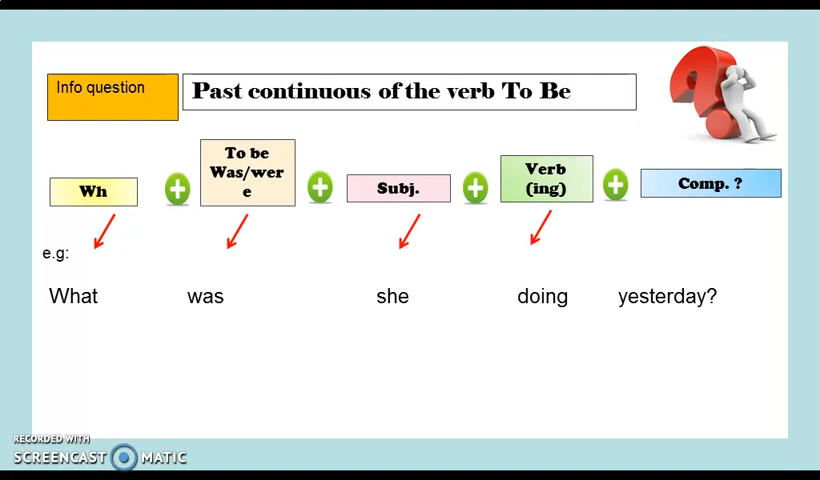 Info question
Past continuous of the verb To Be
Wh
To be
Was/wer
e
Subj.
Verb
(ing)
Comp. ?
e.g:
What was she doing yesterday?
RECORDED WITH
SCREENCAST MATIC